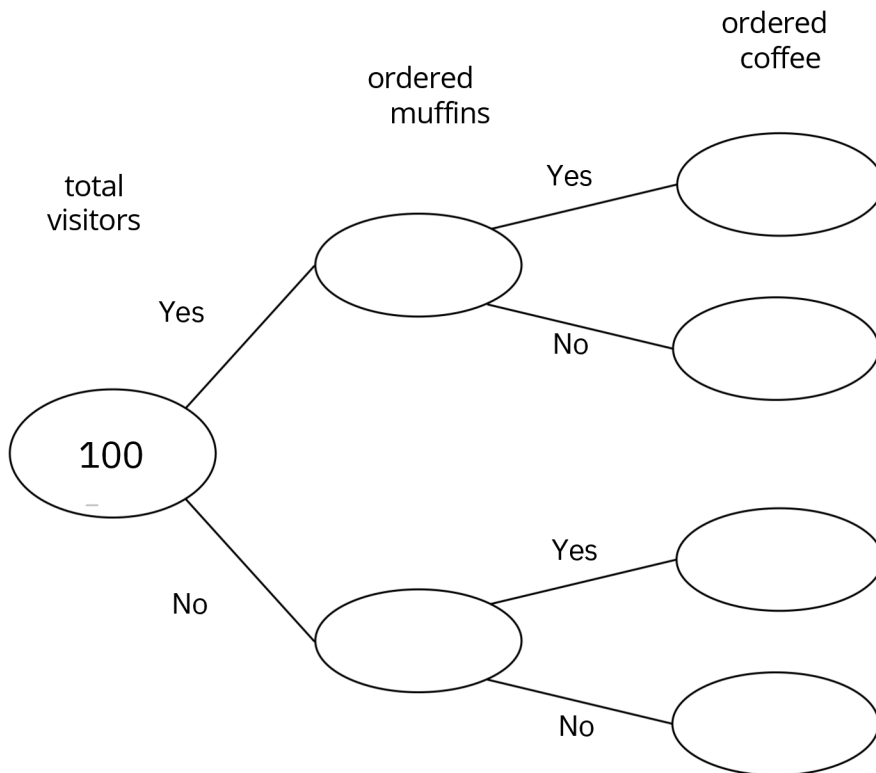 ordered
coffee
ordered
muffins
total
visitors
Yes
Yes
No
100
Yes
No
No